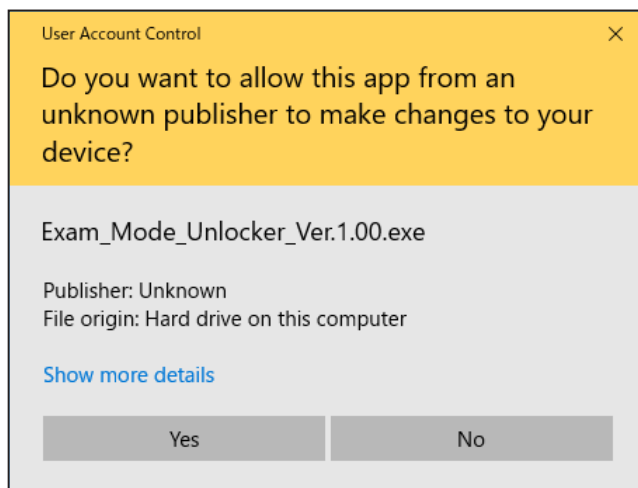 User Account Control
Do you want to allow this app from an
unknown publisher to make changes to your
device?
Exam_Mode_Unlocker_Ver.1.00.exe
Publisher: Unknown
File origin: Hard drive on this computer
Show more details
Yes
No